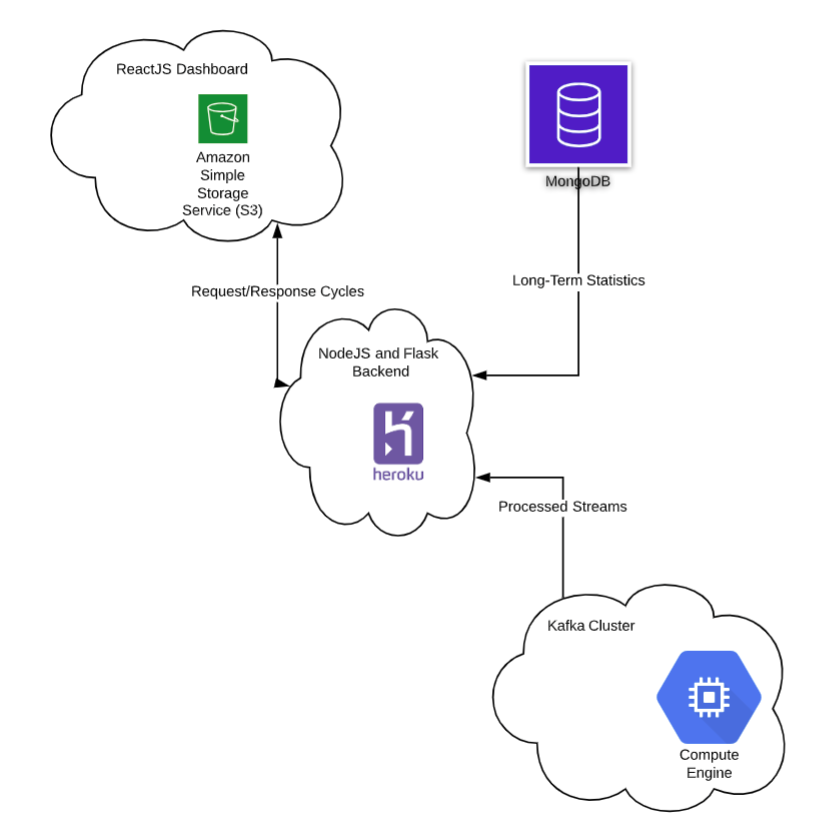 ReactJS Dashboard
Amazon
Simple
Storage
Service (S3)
MongoDB
Long-Term Statistics
Request/Response Cycles
NodeJS and Flask
Backend
heroku
Processed Streams
Kafka Cluster
Compute
Engine